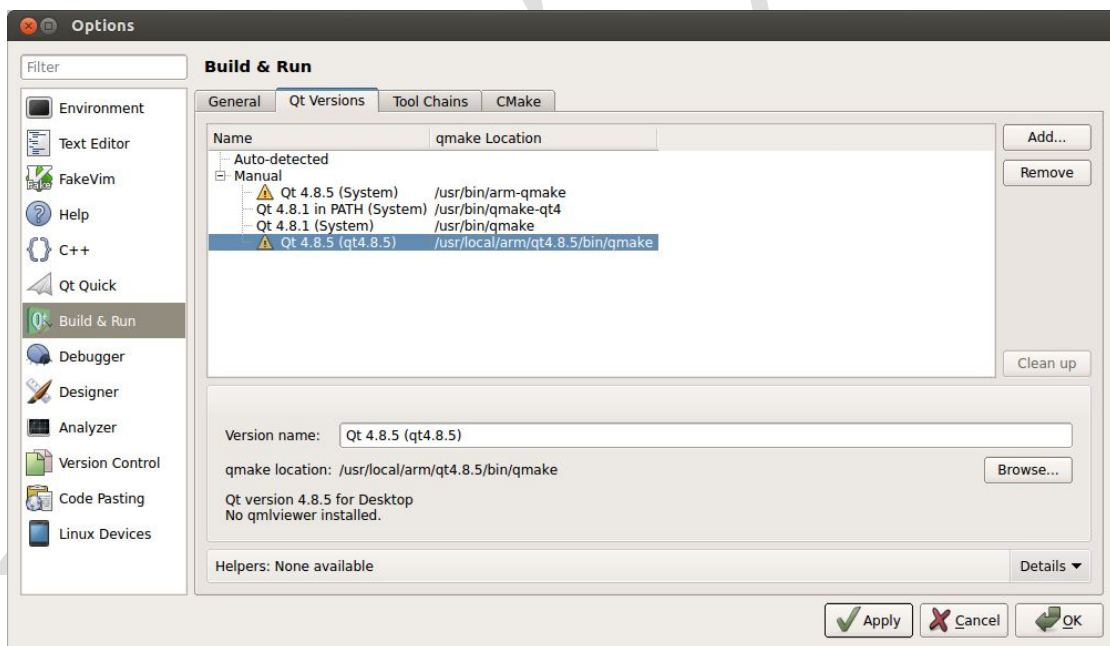 Options
Filter
Build & Run
Environment
Text Editor
FakeVim
Help
C++
Qt Quick
Build & Run
Debugger
Designer
Analyzer
Version Control
Code Pasting
Linux Devices
General Qt Versions Tool Chains CMake
Name qmake Location
Auto-detected
Manual
Qt 4.8.5 (System) /usr/bin/arm-qmake
Qt 4.8.1 in PATH (System) /usr/bin/qmake-qt4
Qt 4.8.1 (System) /usr/bin/qmake
Qt 4.8.5 (qt4.8.5) /usr/local/arm/qt4.8.5/bin/qmake
Add...
Remove
Clean up
Version name: Qt 4.8.5 (qt4.8.5)
qmake location: /usr/local/arm/qt4.8.5/bin/qmake Browse...
Qt version 4.8.5 for Desktop
No qmlviewer installed.
Helpers: None available Details
Apply Cancel OK